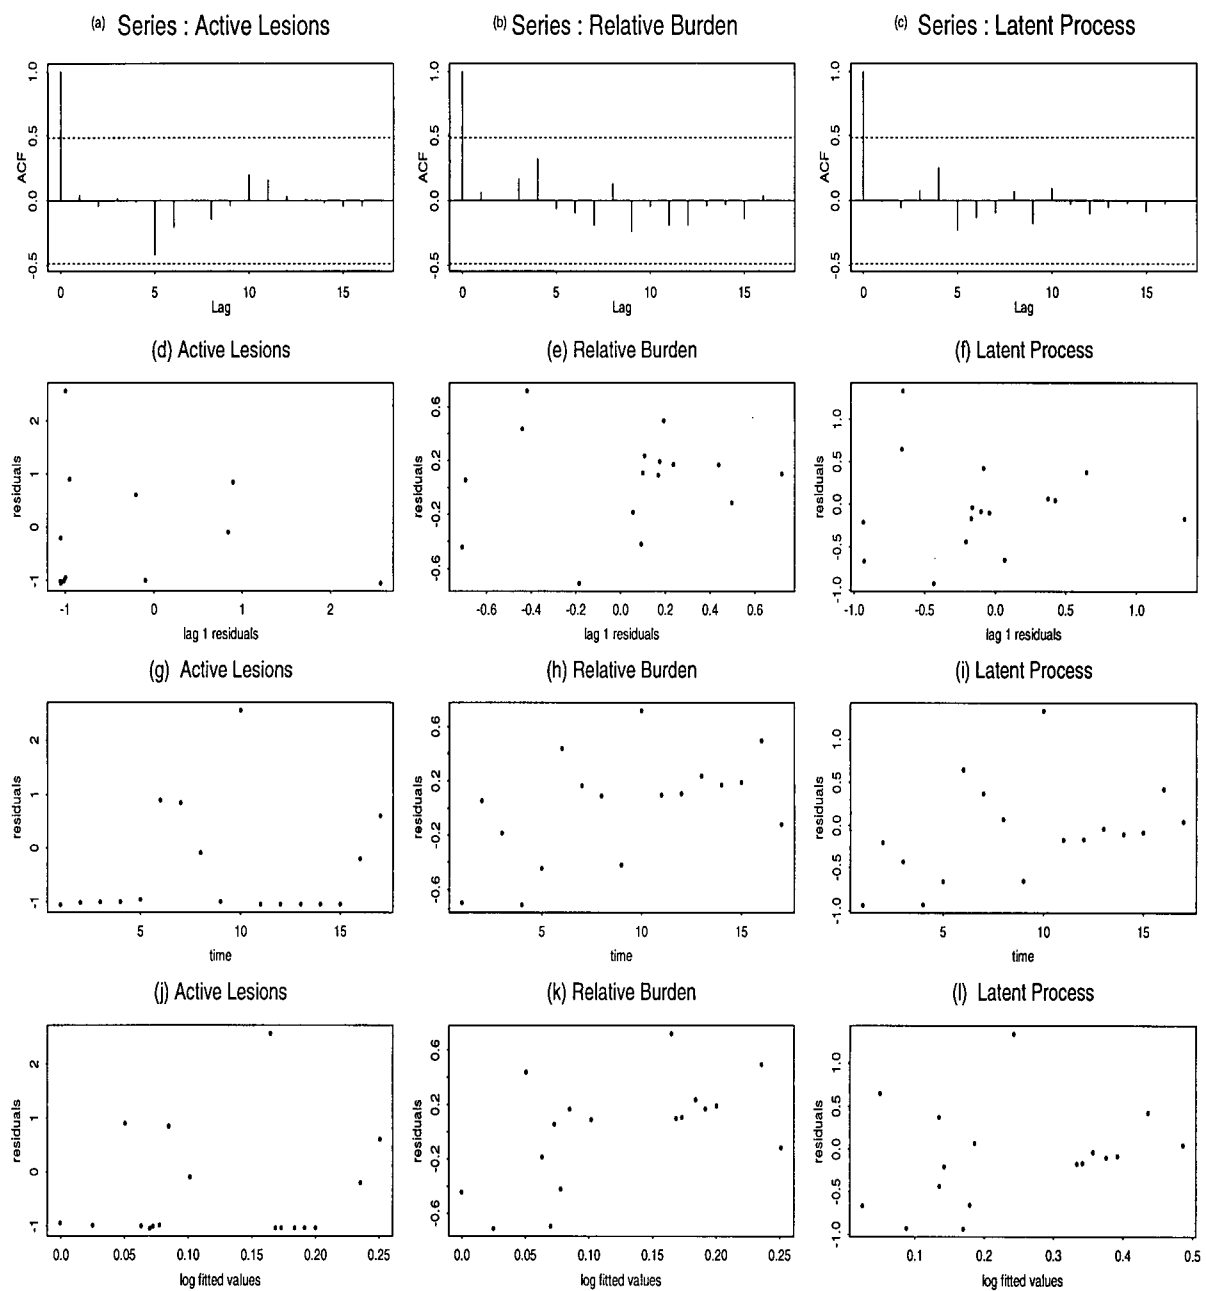 (a) Series : Active Lesions
(b) Series : Relative Burden
(c) Series : Latent Process
ACF
1.0
0.5
0.0
-0.5
0 5 10 15
Lag
ACF
1.0
0.5
0.0
-0.5
0 5 10 15
Lag
ACF
1.0
0.5
0.0
-0.5
0 5 10 15
Lag
(d) Active Lesions
(e) Relative Burden
(f) Latent Process
residuals
2
1
0
-1
-1 0 1 2
lag 1 residuals
residuals
0.6
0.2
-0.2
-0.6
-0.6 -0.4 -0.2 0.0 0.2 0.4 0.6
lag 1 residuals
residuals
1.0
0.5
0.0
-0.5
-1.0
-1.0 -0.5 0.0 0.5 1.0
lag 1 residuals
(g) Active Lesions
(h) Relative Burden
(i) Latent Process
residuals
2
1
0
-1
5 10 15
time
residuals
0.6
0.2
-0.2
-0.6
5 10 15
time
residuals
1.0
0.5
0.0
-0.5
-1.0
5 10 15
time
(j) Active Lesions
(k) Relative Burden
(l) Latent Process
residuals
2
1
0
-1
0.0 0.05 0.10 0.15 0.20 0.25
log fitted values
residuals
0.6
0.2
-0.2
-0.6
0.0 0.05 0.10 0.15 0.20 0.25
log fitted values
residuals
1.0
0.5
0.0
-0.5
-1.0
0.1 0.2 0.3 0.4 0.5
log fitted values